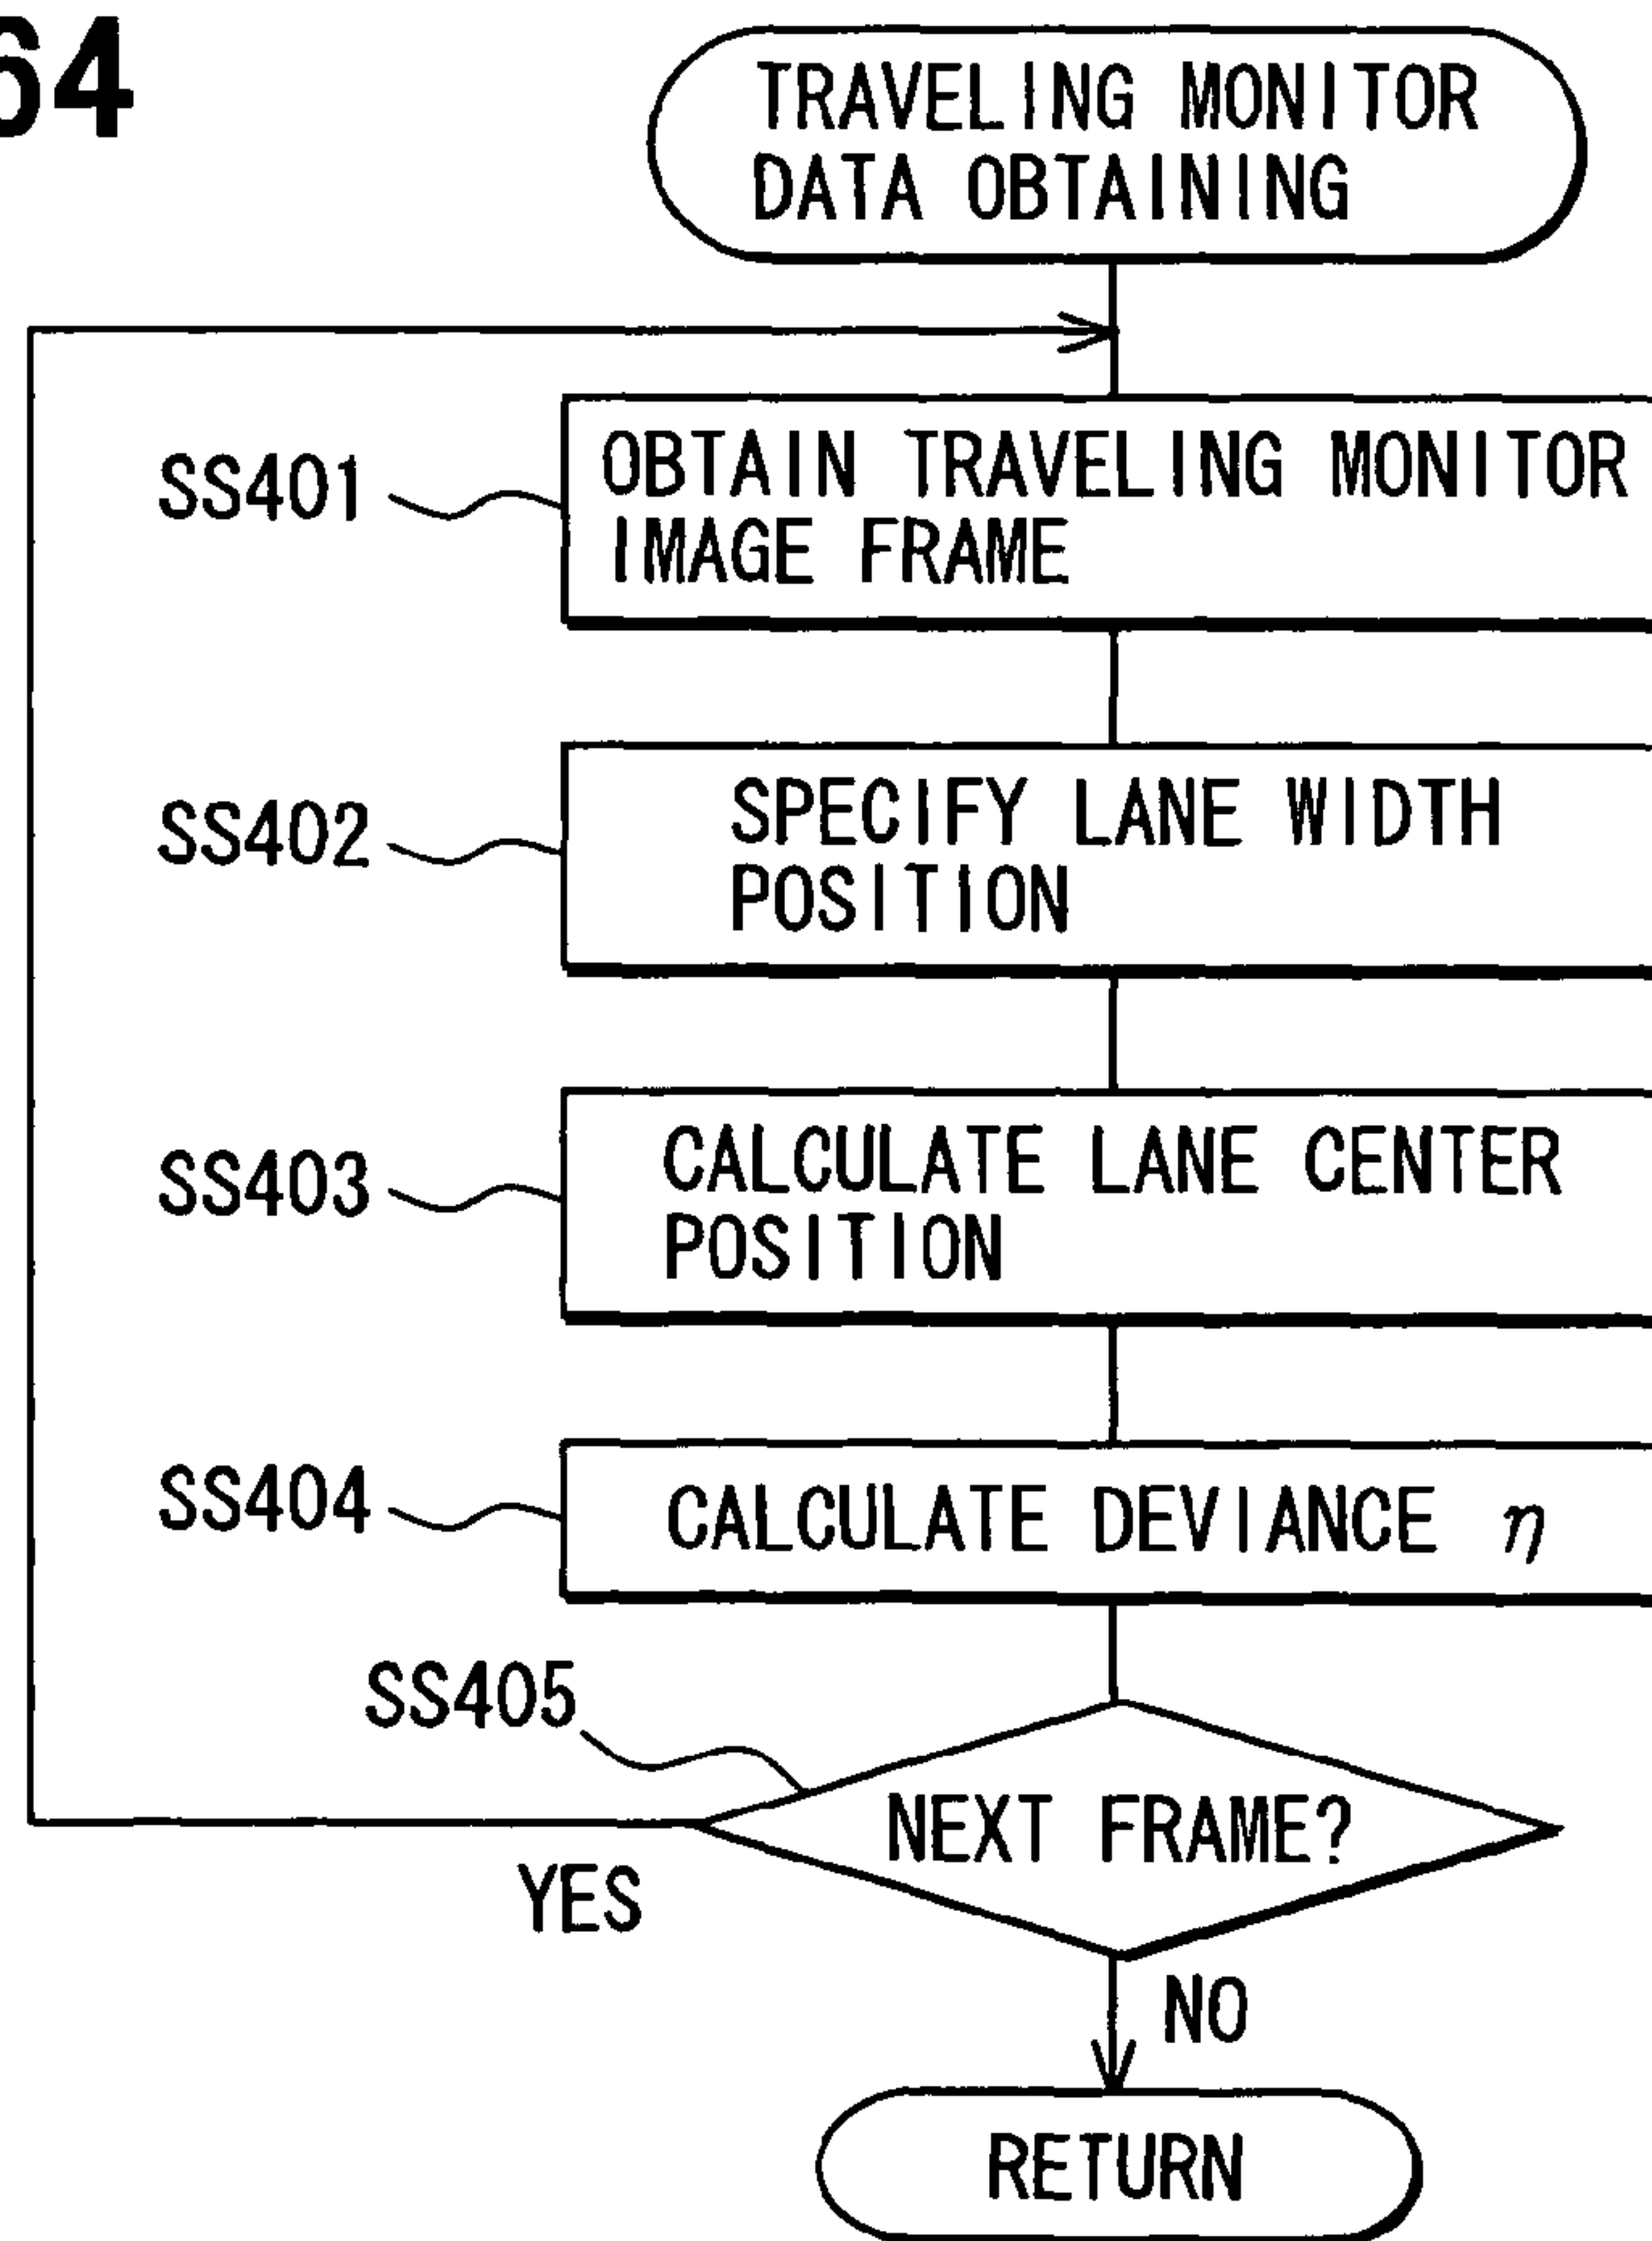 64
TRAVELING MONITOR
DATA OBTAINING
SS401
OBTAIN TRAVELING MONITOR
IMAGE FRAME
SS402
SPECIFY LANE WIDTH
POSITION
SS403
CALCULATE LANE CENTER
POSITION
SS404
CALCULATE DEVIANCE η
SS405
NEXT FRAME?
YES
NO
RETURN